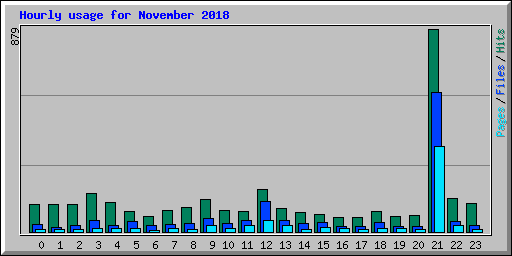 Hourly usage for November 2018
879
Pages/Files/Hits
0 1 2 3 4 5 6 7 8 9 10 11 12 13 14 15 16 17 18 19 20 21 22 23